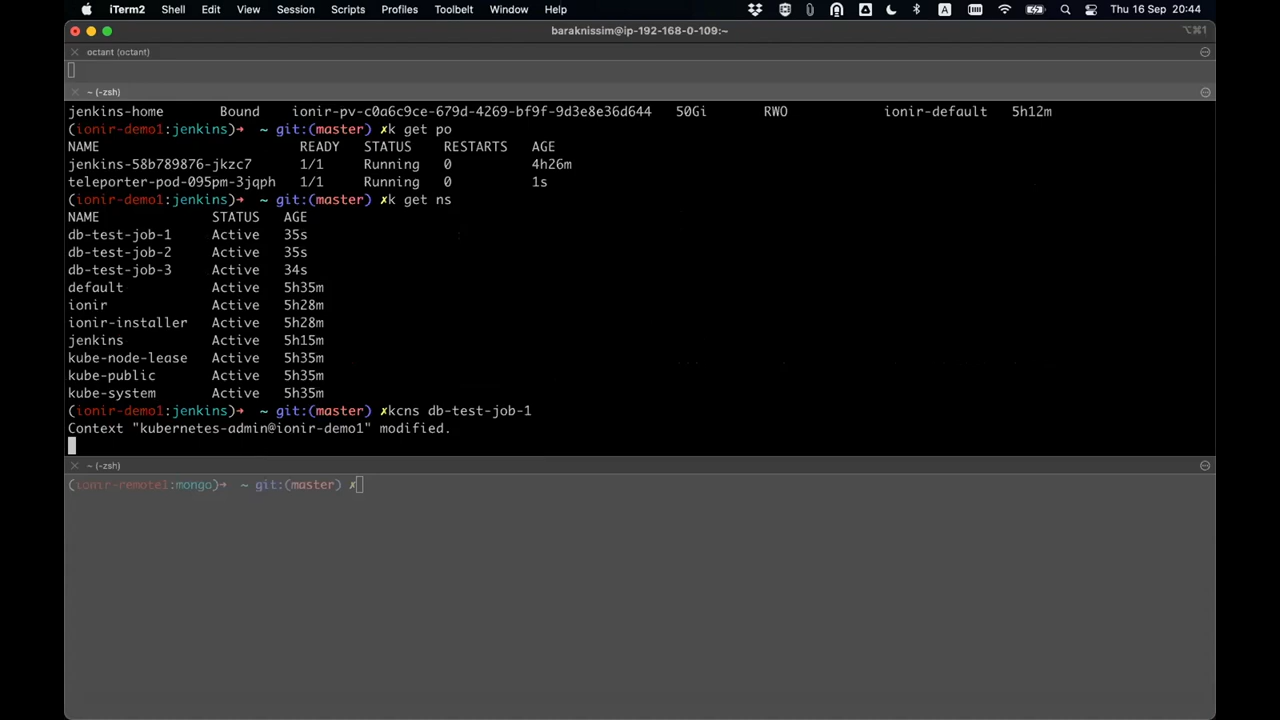 iTerm2 Shell Edit View Session Scripts Profiles Toolbelt Window Help A Thu 16 Sep 20:44
baraknissim@ip-192-168-0-109:~ ⌥⌘1
octant (octant)
~ (-zsh)
jenkins-home Bound ionir-pv-c0a6c9ce-679d-4269-bf9f-9d3e8e36d644 50Gi RWO ionir-default 5h12m
(ionir-demo1:jenkins)➜ ~ git:(master) ✗k get po
NAME READY STATUS RESTARTS AGE
jenkins-58b789876-jkzc7 1/1 Running 0 4h26m
teleporter-pod-095pm-3jqph 1/1 Running 0 1s
(ionir-demo1:jenkins)➜ ~ git:(master) ✗k get ns
NAME STATUS AGE
db-test-job-1 Active 35s
db-test-job-2 Active 35s
db-test-job-3 Active 34s
default Active 5h35m
ionir Active 5h28m
ionir-installer Active 5h28m
jenkins Active 5h15m
kube-node-lease Active 5h35m
kube-public Active 5h35m
kube-system Active 5h35m
(ionir-demo1:jenkins)➜ ~ git:(master) ✗kcns db-test-job-1
Context "kubernetes-admin@ionir-demo1" modified.
~ (-zsh)
(ionir-remote1:mongo)➜ ~ git:(master) ✗